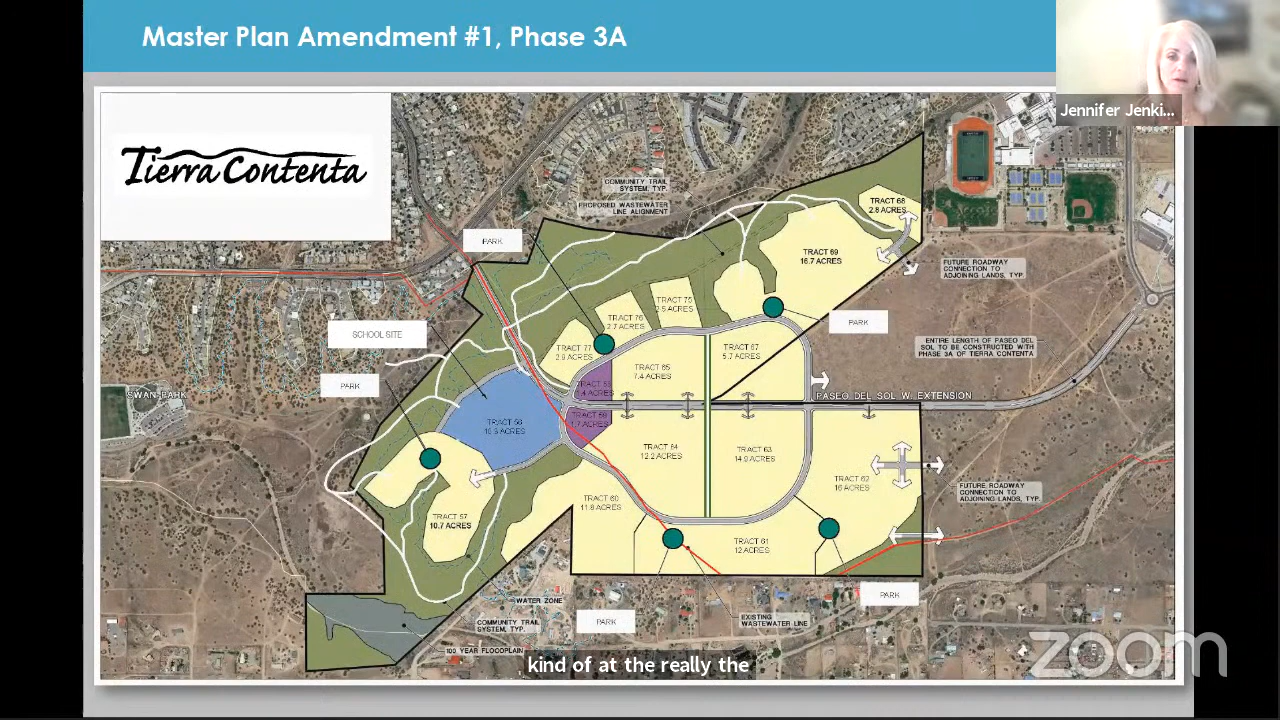 Master Plan Amendment #1, Phase 3A
Jennifer Jenki...
Tierra Contenta
COMMUNITY TRAIL
SYSTEM, TYP.
PROPOSED WASTEWATER
LINE ALIGNMENT
PARK
TRACT 68
2.8 ACRES
TRACT 69
16.7 ACRES
FUTURE ROADWAY
CONNECTION TO
ADJOINING LANDS, TYP.
TRACT 75
2.5 ACRES
TRACT 76
2.7 ACRES
PARK
SCHOOL SITE
TRACT 77
2.9 ACRES
TRACT 67
5.7 ACRES
ENTIRE LENGTH OF PASEO DEL
SOL TO BE CONSTRUCTED WITH
PHASE 3A OF TIERRA CONTENTA
TRACT 65
7.4 ACRES
PARK
SWAN PARK
PASEO DEL SOL W. EXTENSION
TRACT
ACRES
TRACT
ACRES
TRACT 64
12.2 ACRES
TRACT 63
14.9 ACRES
TRACT 62
16 ACRES
FUTURE ROADWAY
CONNECTION TO
ADJOINING LANDS, TYP.
TRACT 60
11.8 ACRES
TRACT 57
10.7 ACRES
TRACT 61
12 ACRES
WATER ZONE
PARK
COMMUNITY TRAIL
SYSTEM, TYP.
PARK
EXISTING
WASTEWATER LINE
100 YEAR FLOODPLAIN
kind of at the really the
zoom